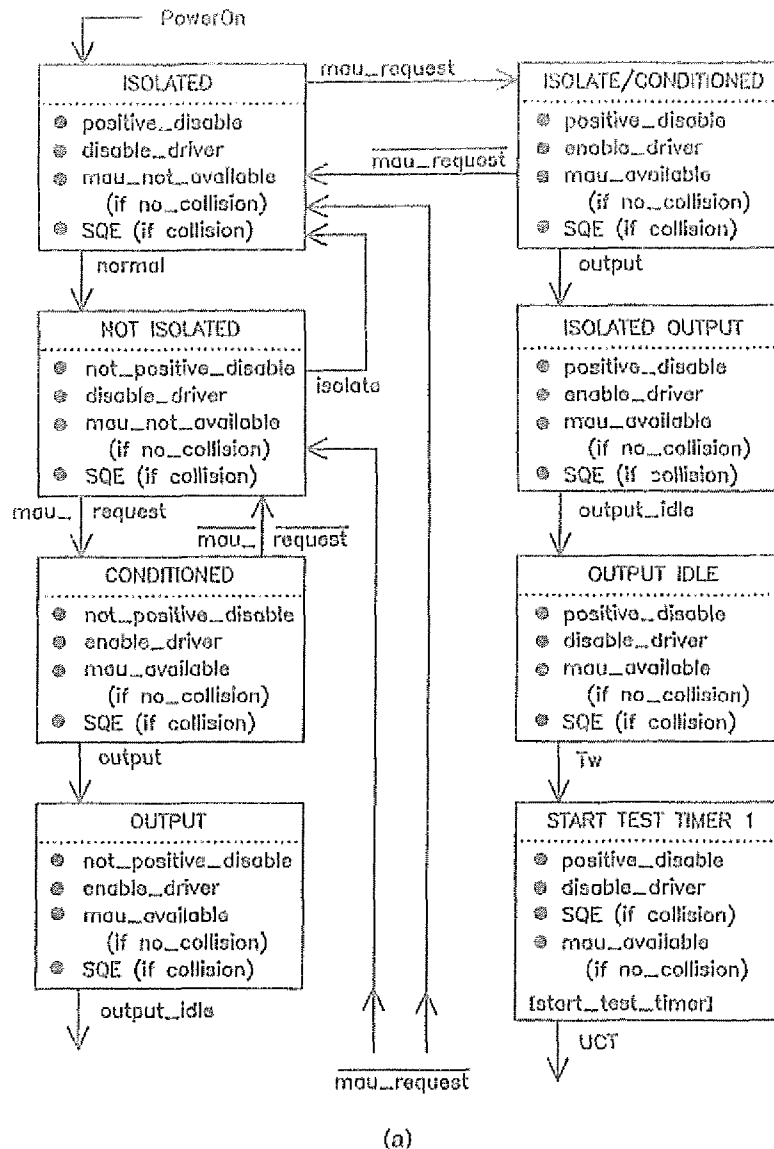 PowerOn
ISOLATED
positive_disable
disable_driver
mau_not_available
(if no_collision)
SQE (if collision)
mau_request
mau_request
normal
NOT ISOLATED
not_positive_disable
disable_driver
mau_not_available
(if no_collision)
SQE (if collision)
isolate
mau_request
mau_request
CONDITIONED
not_positive_disable
enable_driver
mau_available
(if no_collision)
SQE (if collision)
output
OUTPUT
not_positive_disable
enable_driver
mau_available
(if no_collision)
SQE (if collision)
output_idle
mau_request
ISOLATE/CONDITIONED
positive_disable
enable_driver
mau_available
(if no_collision)
SQE (if collision)
output
ISOLATED OUTPUT
positive_disable
enable_driver
mau_available
(if no_collision)
SQE (if collision)
output_idle
OUTPUT IDLE
positive_disable
disable_driver
mau_available
(if no_collision)
SQE (if collision)
Tw
START TEST TIMER 1
positive_disable
disable_driver
SQE (if collision)
mau_available
(if no_collision)
[start_test_timer]
UCT
(a)